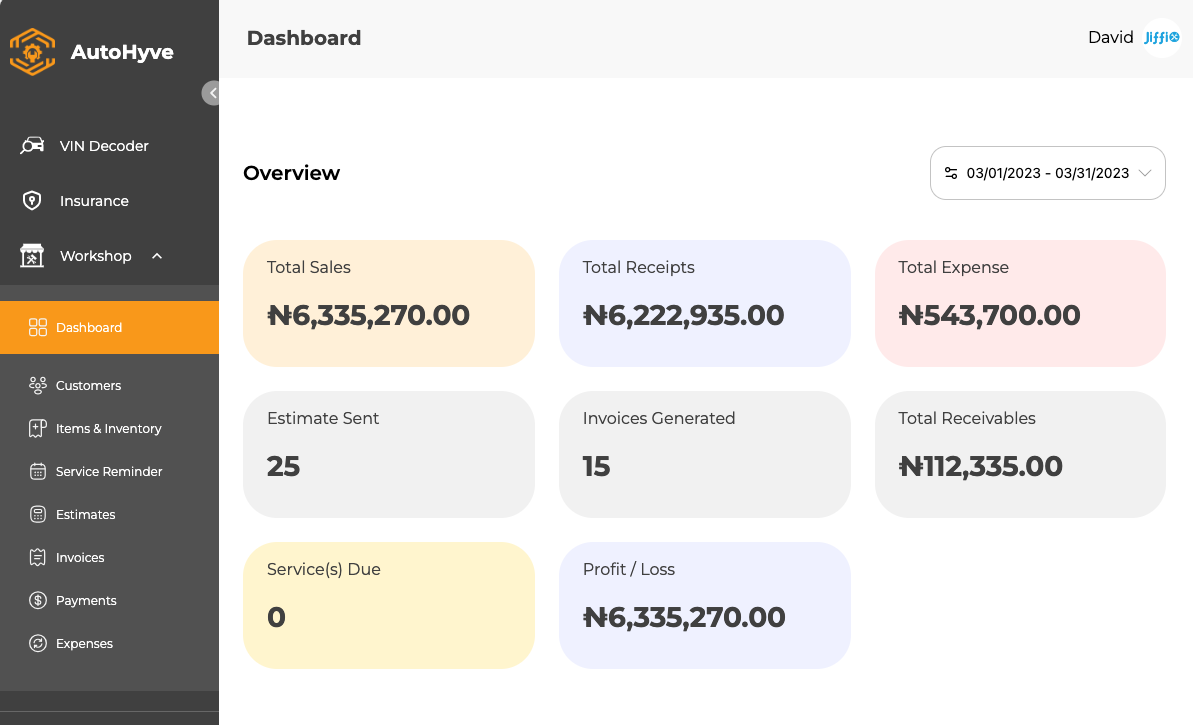 AutoHyve
Dashboard
David
Jiffix
VIN Decoder
Insurance
Workshop
Dashboard
Customers
Items & Inventory
Service Reminder
Estimates
Invoices
Payments
Expenses
Overview
03/01/2023 - 03/31/2023
Total Sales
₦6,335,270.00
Total Receipts
₦6,222,935.00
Total Expense
₦543,700.00
Estimate Sent
25
Invoices Generated
15
Total Receivables
₦112,335.00
Service(s) Due
0
Profit / Loss
₦6,335,270.00